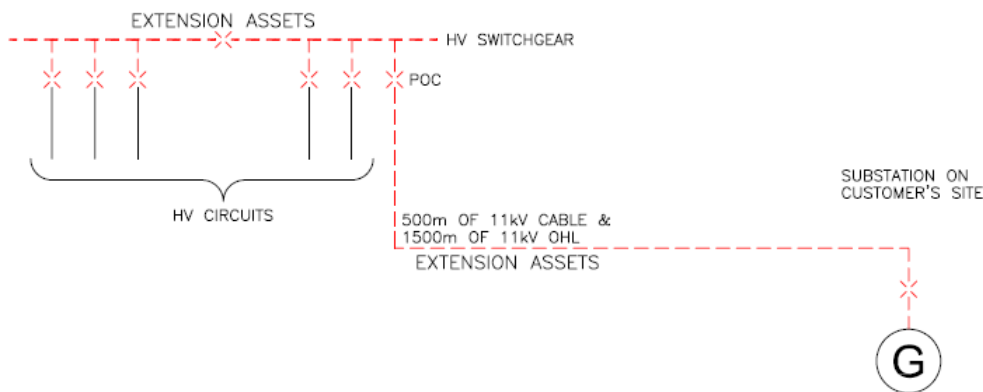 EXTENSION ASSETS
HV SWITCHGEAR
POC
HV CIRCUITS
SUBSTATION ON
CUSTOMER'S SITE
500m OF 11kV CABLE &
1500m OF 11kV OHL
EXTENSION ASSETS
G